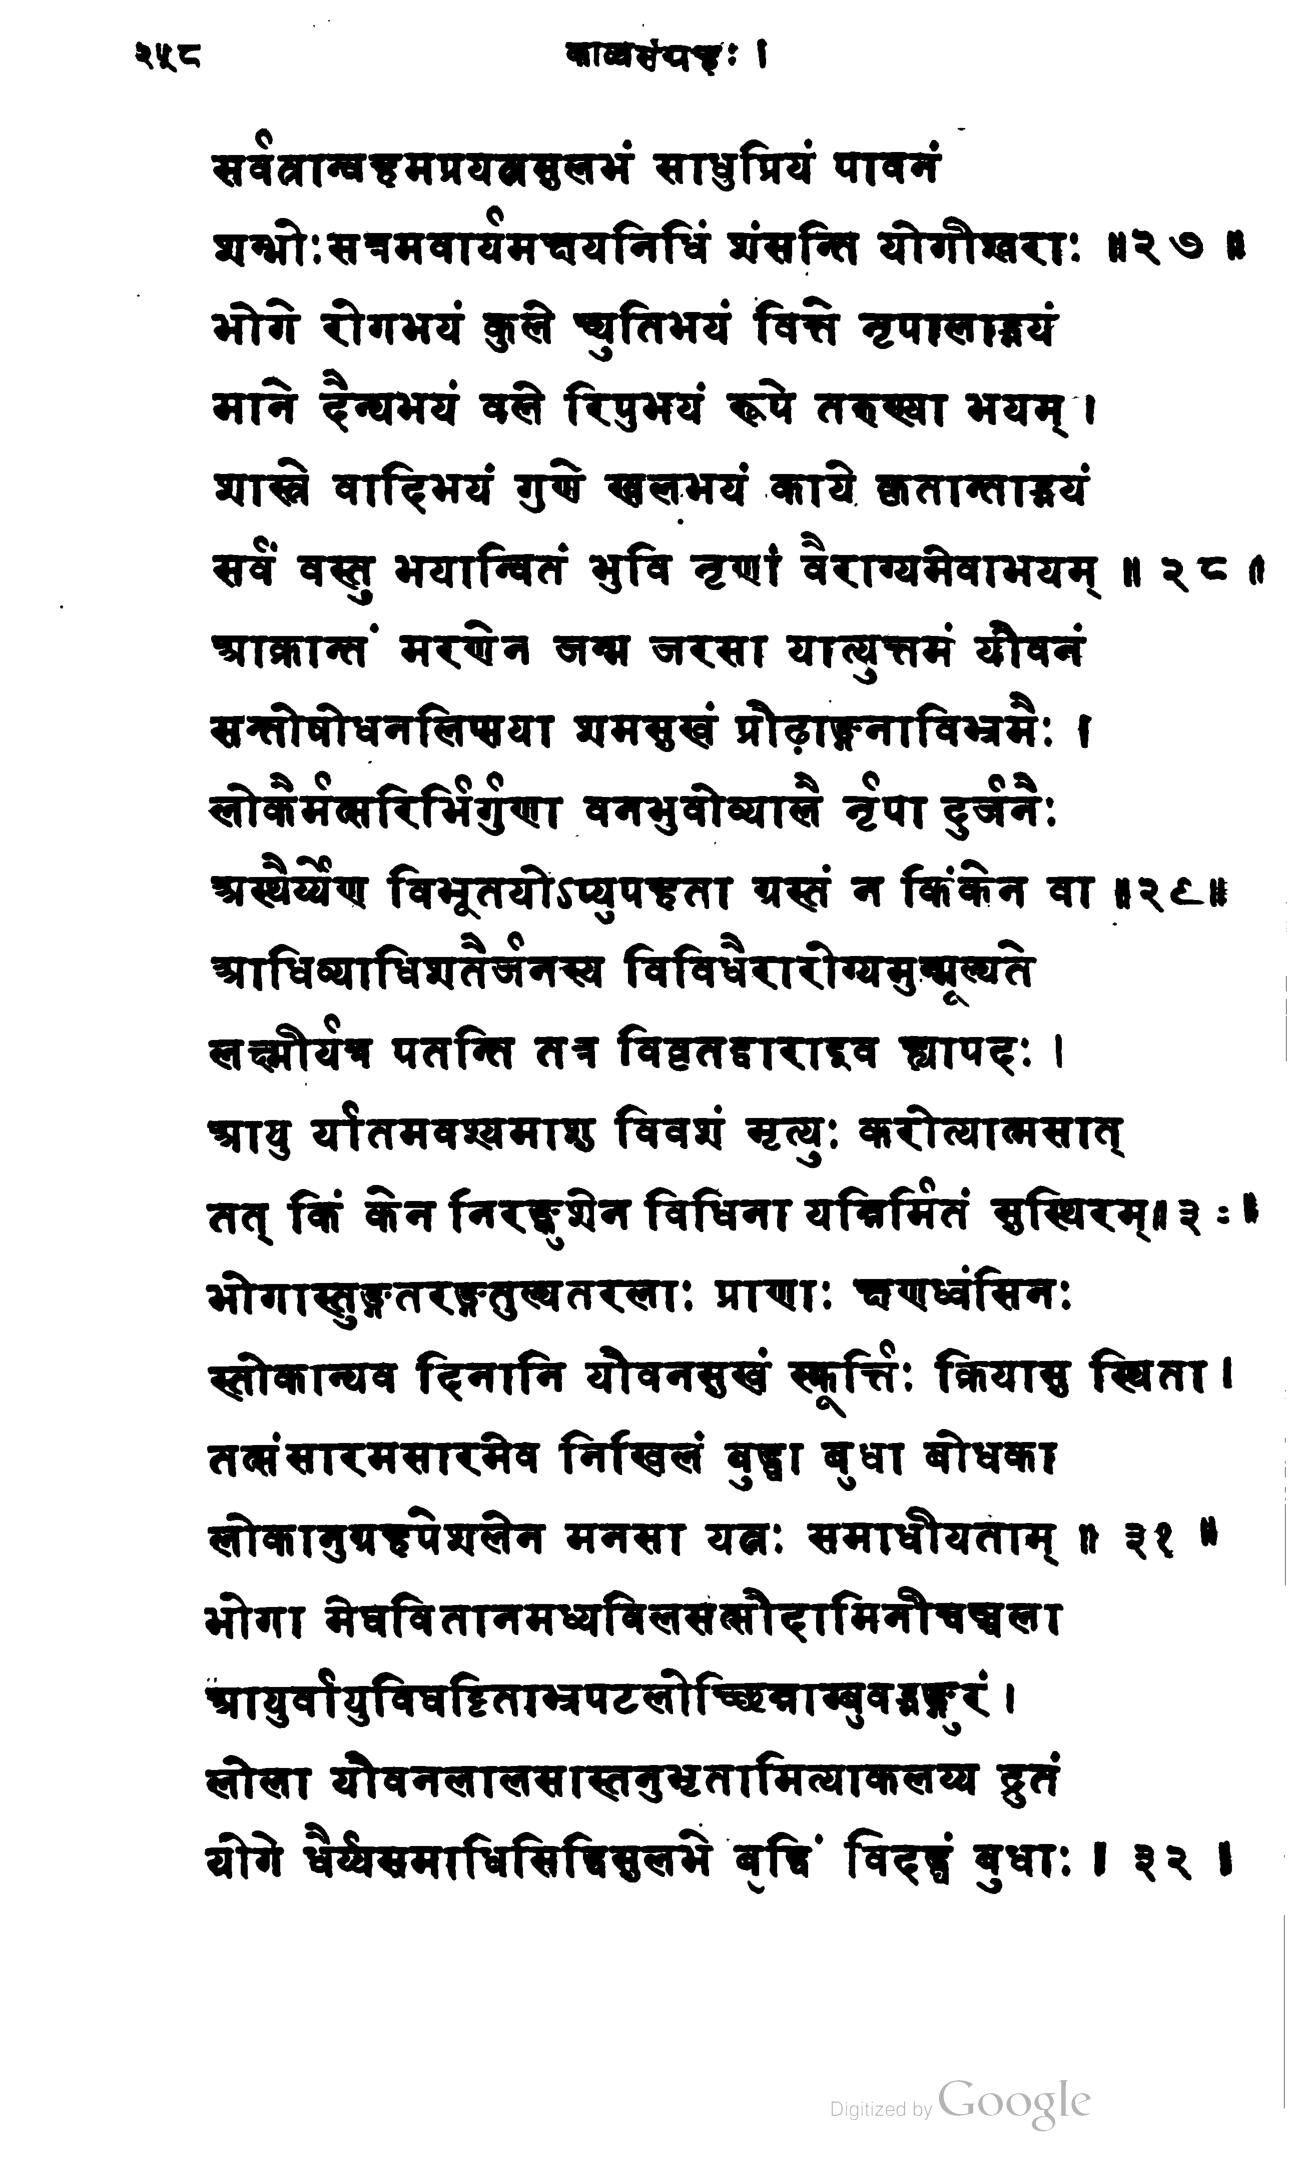 २५८
काव्यसंग्रहः ।
सर्वत्रान्वहमप्रयत्नसुलभं साधुप्रियं पावनं
शम्भोः सत्रमवार्यमक्षयनिधिं शंसन्ति योगीश्वराः ॥२७ ॥
भोगे रोगभयं कुले च्युतिभयं वित्ते नृपालाद्भयं
माने दैन्यभयं वले रिपुभयं रूपे तरुण्या भयम् ।
शास्त्रे वादिभयं गुणे खलभयं काये कृतान्ताद्भयं
सर्वं वस्तु भयान्वितं भुवि नृणां वैराग्यमेवाभयम् ॥ २८ ॥
आक्रान्तं मरणेन जन्म जरसा यात्युत्तमं यौवनं
सन्तोषोधनलिप्सया शमसुखं प्रौढ़ाङ्गनाविभ्रमैः ।
लोकैर्मत्सरिभिर्गुणा वनभुवोव्यालै र्नृपा दुर्जनैः
अस्थैर्य्येण विभूतयोऽप्युपहता ग्रस्तं न किंकेन वा ॥२९॥
आधिव्याधिशतैर्जनस्य विविधैरारोग्यमुन्मूल्यते
लक्ष्मीर्यत्र पतन्ति तत्र विवृतद्वाराइव ह्यापदः ।
आयु र्यातमवश्यमाशु विवशं मृत्युः करोत्यात्मसात्
तत् किं केन निरङ्कुशेन विधिना यन्निर्मितं सुस्थिरम्॥ ३॰ ॥
भोगास्तुङ्गतरङ्गतुल्यतरलाः प्राणाः क्षणध्वंसिनः
स्तोकान्यव दिनानि यौवनसुखं स्फूर्त्तिः क्रियासु स्थिता ।
तत्संसारमसारमेव निखिलं बुद्ध्वा बुधा बोधका
लोकानुग्रहपेशलेन मनसा यत्नः समाधीयताम् ॥ ३१ ॥
भोगा मेघवितानमध्यविलसत्सौदामिनीचञ्चला
आयुर्वायुविघट्टिताभ्रपटलोच्छिन्नाम्बुवद्भङ्गुरं ।
लोला यौवनलालसास्तनुभृतामित्याकलय्य द्रुतं
योगे धैर्य्यसमाधिसिद्धिसुलभे बुद्धिं विदद्ध्वं बुधाः ॥ ३२ ॥
Digitized by Google